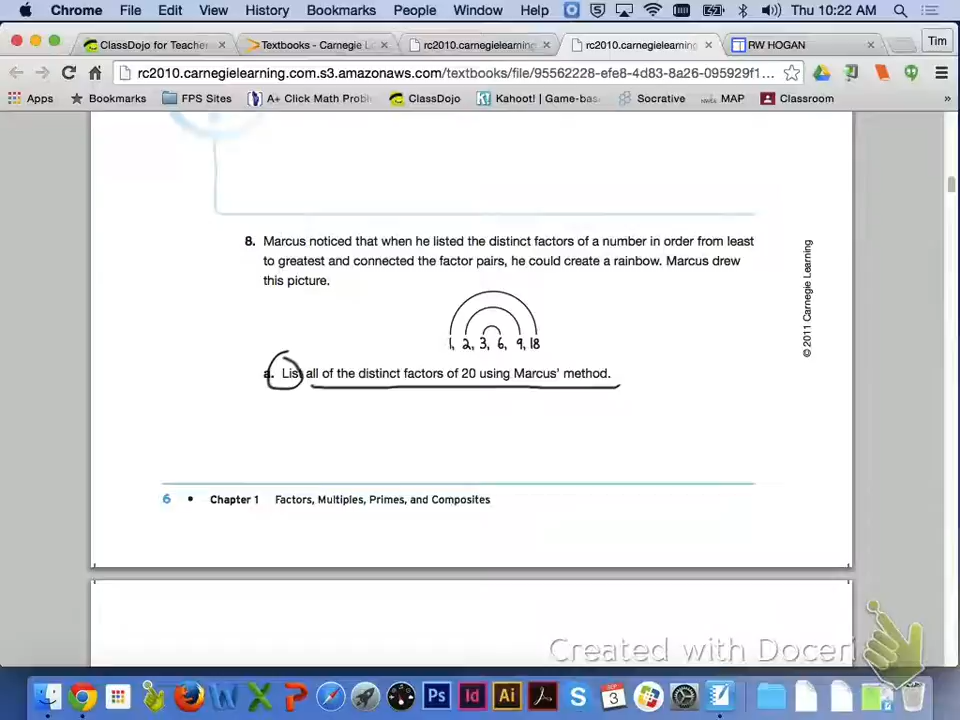 Chrome File Edit View History Bookmarks People Window Help Thu 10:22 AM
ClassDojo for Teacher
Textbooks - Carnegie L
rc2010.carnegielearning
rc2010.carnegielearning
RW HOGAN
Tim
rc2010.carnegielearning.com.s3.amazonaws.com/textbooks/file/95562228-efe8-4d83-8a26-095929f1...
Apps Bookmarks FPS Sites A+ Click Math Probl ClassDojo Kahoot! | Game-bas Socrative NWEA MAP Classroom »
8. Marcus noticed that when he listed the distinct factors of a number in order from least
to greatest and connected the factor pairs, he could create a rainbow. Marcus drew
this picture.
1, 2, 3, 6, 9, 18
a. List all of the distinct factors of 20 using Marcus' method.
© 2011 Carnegie Learning
6 • Chapter 1 Factors, Multiples, Primes, and Composites
Created with Doceri
Ps Id Ai
SEP
3